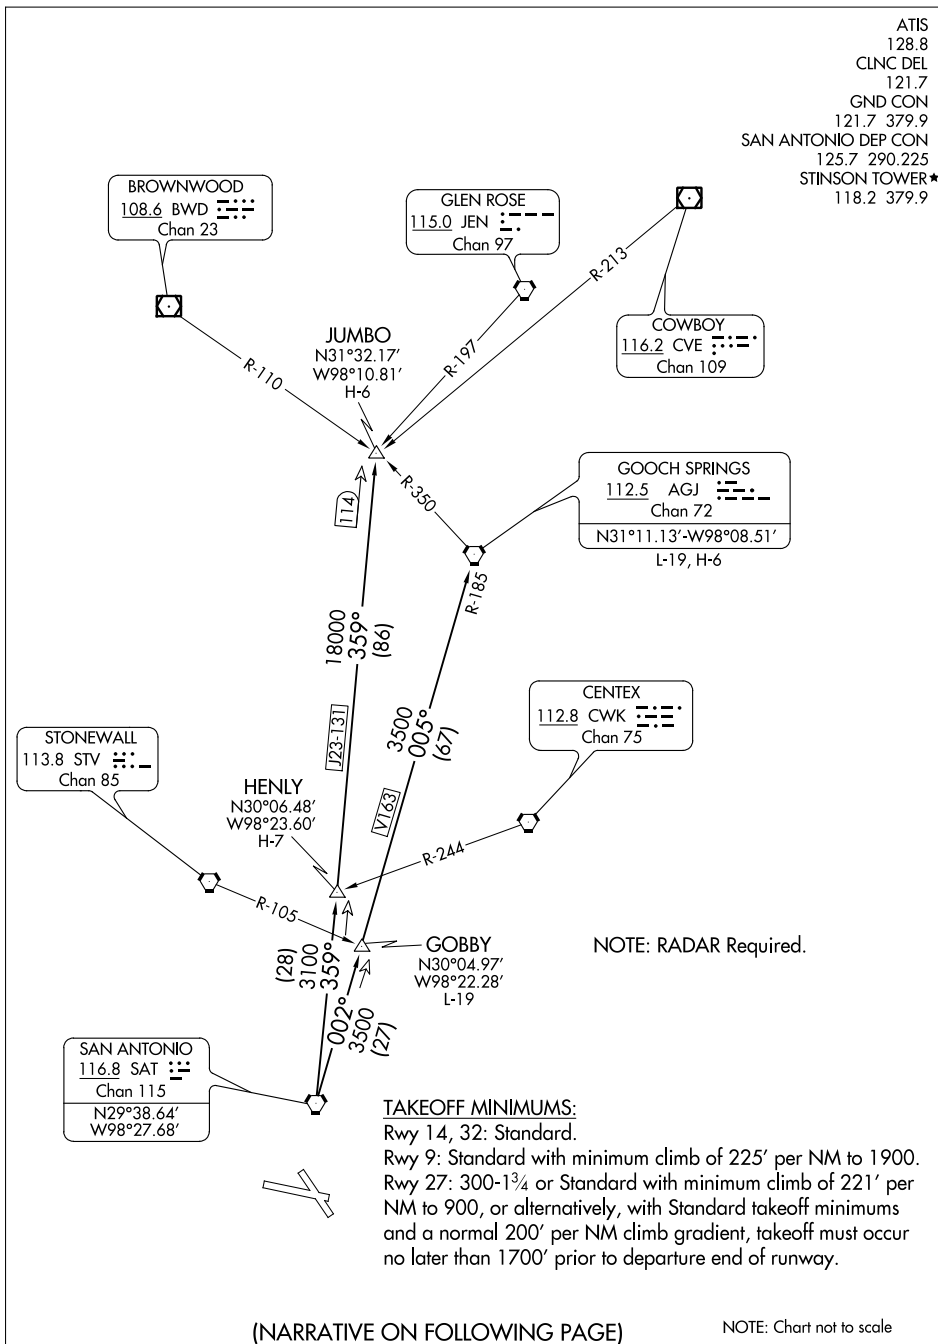 ATIS
128.8
CLNC DEL
121.7
GND CON
121.7 379.9
SAN ANTONIO DEP CON
125.7 290.225
STINSON TOWER★
118.2 379.9
BROWNWOOD
108.6 BWD
Chan 23
GLEN ROSE
115.0 JEN
Chan 97
R-213
COWBOY
116.2 CVE
Chan 109
JUMBO
N31°32.17'
W98°10.81'
H-6
R-197
R-110
R-350
114
GOOCH SPRINGS
112.5 AGJ
Chan 72
N31°11.13'-W98°08.51'
L-19, H-6
R-185
18000
359°
(86)
J23-131
3500
005°
(67)
V163
CENTEX
112.8 CWK
Chan 75
STONEWALL
113.8 STV
Chan 85
HENLY
N30°06.48'
W98°23.60'
H-7
R-244
R-105
GOBBY
N30°04.97'
W98°22.28'
L-19
NOTE: RADAR Required.
(28)
3100
359°
002°
3500
(27)
SAN ANTONIO
116.8 SAT
Chan 115
N29°38.64'
W98°27.68'
TAKEOFF MINIMUMS:
Rwy 14, 32: Standard.
Rwy 9: Standard with minimum climb of 225' per NM to 1900.
Rwy 27: 300-1¾ or Standard with minimum climb of 221' per
NM to 900, or alternatively, with Standard takeoff minimums
and a normal 200' per NM climb gradient, takeoff must occur
no later than 1700' prior to departure end of runway.
(NARRATIVE ON FOLLOWING PAGE)
NOTE: Chart not to scale